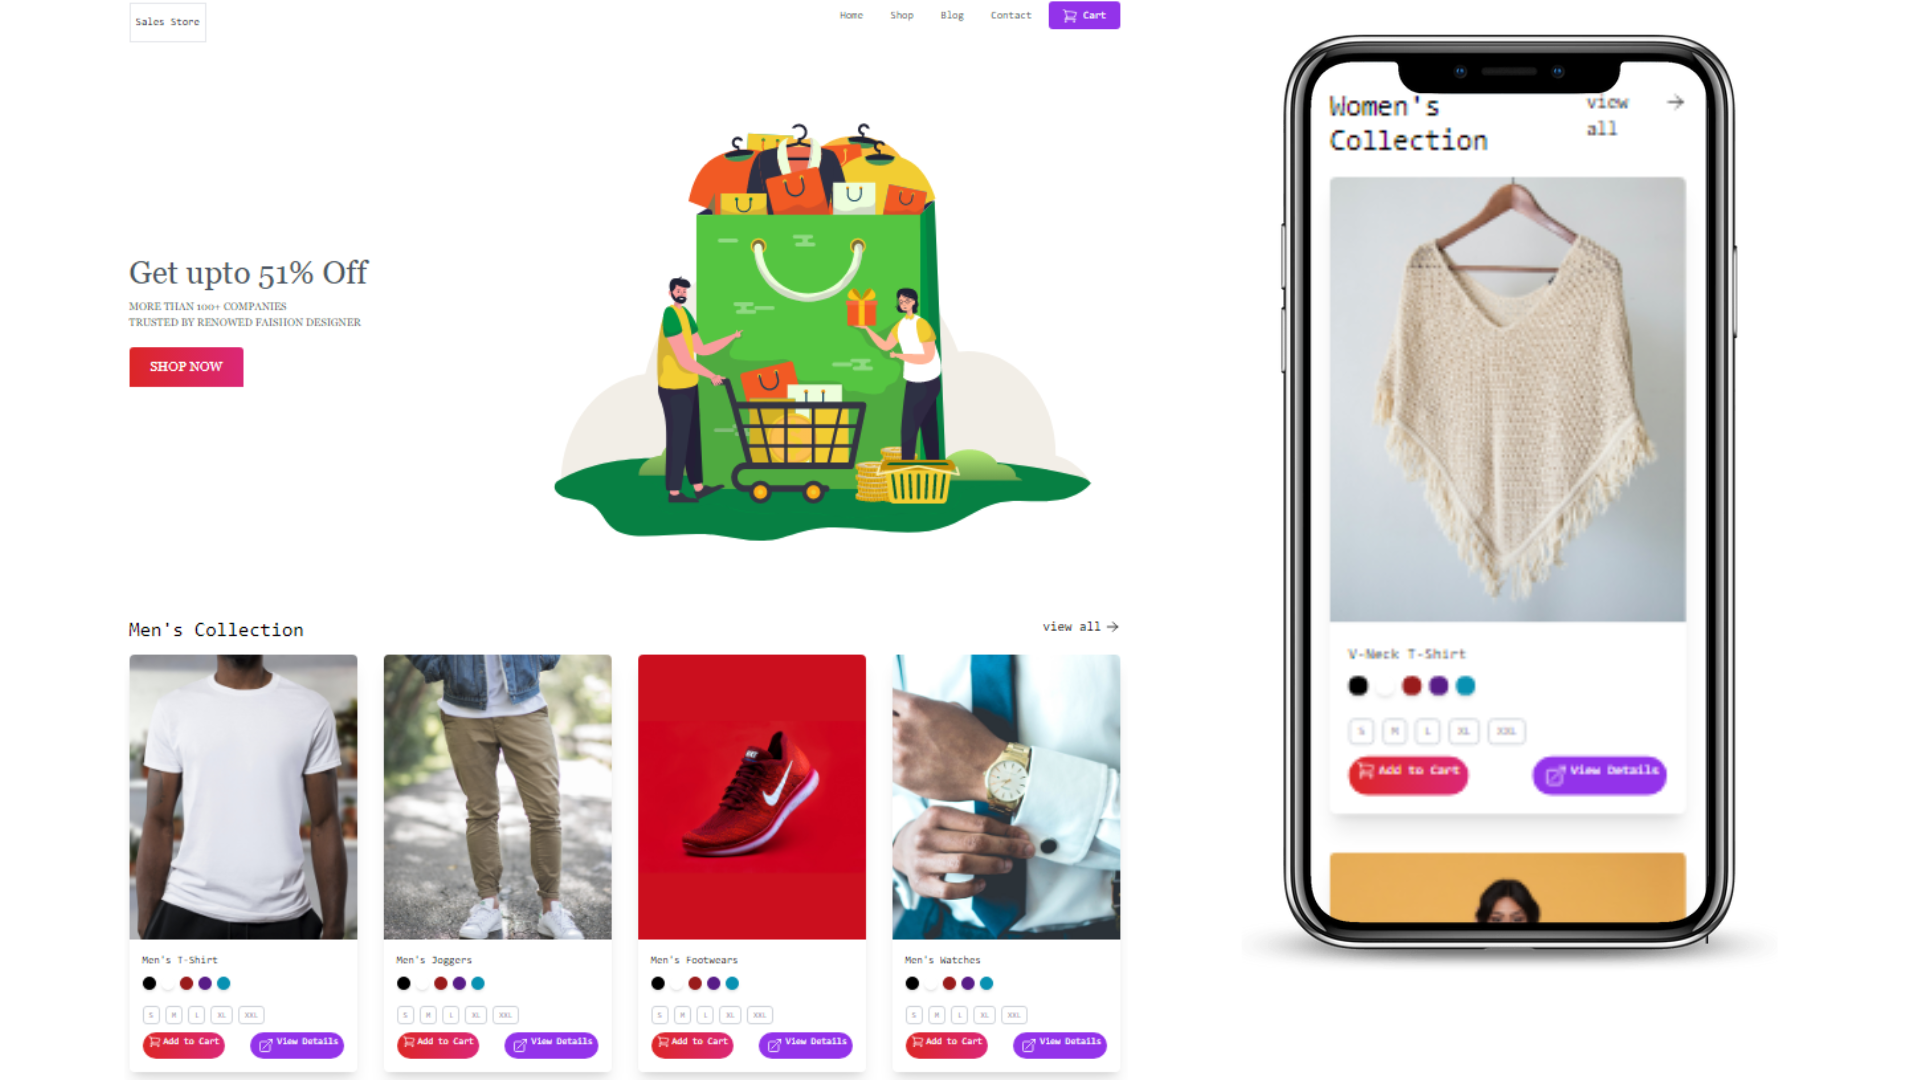 Sales Store
Home Shop Blog Contact Cart
Get upto 51% Off
MORE THAN 100+ COMPANIES
TRUSTED BY RENOWED FAISHON DESIGNER
SHOP NOW
Men's Collection
view all
Men's T-Shirt
S M L XL XXL
Add to Cart View Details
Men's Joggers
S M L XL XXL
Add to Cart View Details
Men's Footwears
S M L XL XXL
Add to Cart View Details
Men's Watches
S M L XL XXL
Add to Cart View Details
Women's
Collection
view
all
V-Neck T-Shirt
S M L XL XXL
Add to Cart View Details